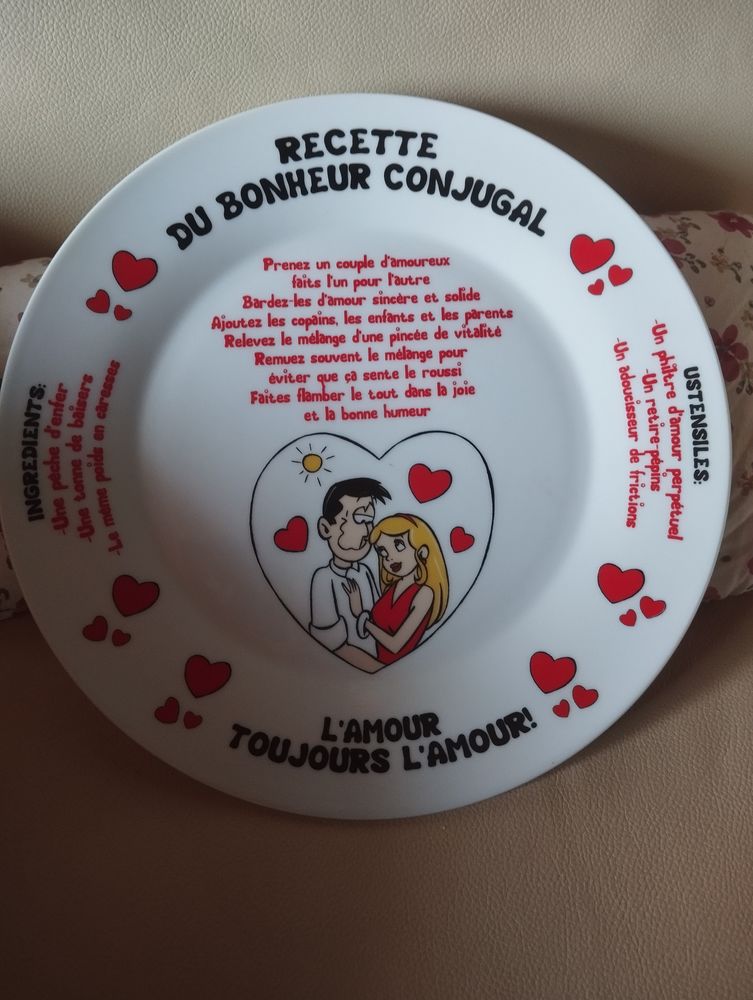 RECETTE
DU BONHEUR CONJUGAL
Prenez un couple d'amoureux
faits l'un pour l'autre
Bardez-les d'amour sincère et solide
Ajoutez les copains, les enfants et les parents
Relevez le mélange d'une pincée de vitalité
Remuez souvent le mélange pour
éviter que ça sente le roussi
Faites flamber le tout dans la joie
et la bonne humeur
INGREDIENTS:
-Une pêche d'enfer
-Une tonne de baisers
-Le même poids en caresses
USTENSILES:
-Un philtre d'amour perpétuel
-Un retire-pépins
-Un adoucisseur de frictions
L'AMOUR
TOUJOURS L'AMOUR!